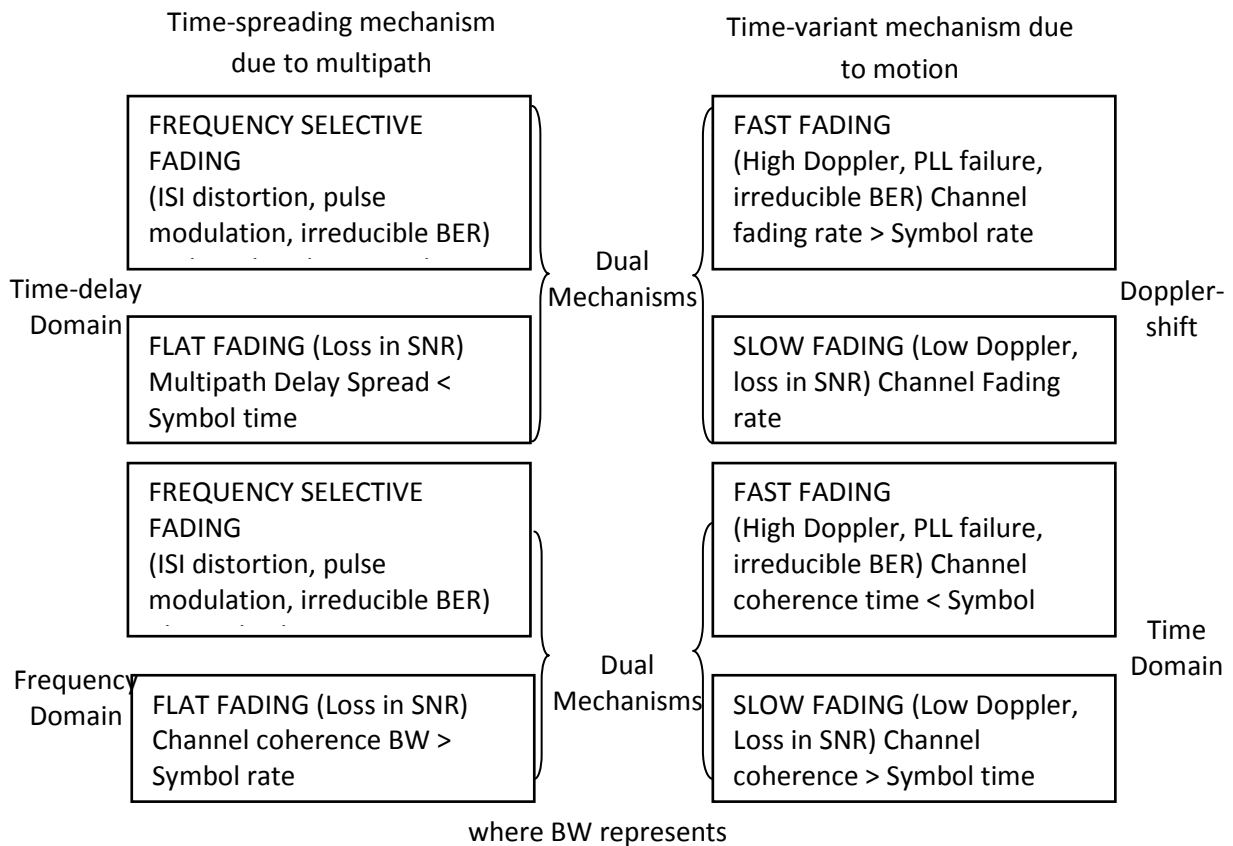 Time-spreading mechanism
due to multipath
Time-variant mechanism due
to motion
FREQUENCY SELECTIVE
FADING
(ISI distortion, pulse
modulation, irreducible BER)
FAST FADING
(High Doppler, PLL failure,
irreducible BER) Channel
fading rate > Symbol rate
Dual
Mechanisms
Time-delay
Domain
Doppler-
shift
FLAT FADING (Loss in SNR)
Multipath Delay Spread <
Symbol time
SLOW FADING (Low Doppler,
loss in SNR) Channel Fading
rate
FREQUENCY SELECTIVE
FADING
(ISI distortion, pulse
modulation, irreducible BER)
FAST FADING
(High Doppler, PLL failure,
irreducible BER) Channel
coherence time < Symbol
Dual
Mechanisms
Time
Domain
Frequency
Domain
FLAT FADING (Loss in SNR)
Channel coherence BW >
Symbol rate
SLOW FADING (Low Doppler,
Loss in SNR) Channel
coherence > Symbol time
where BW represents